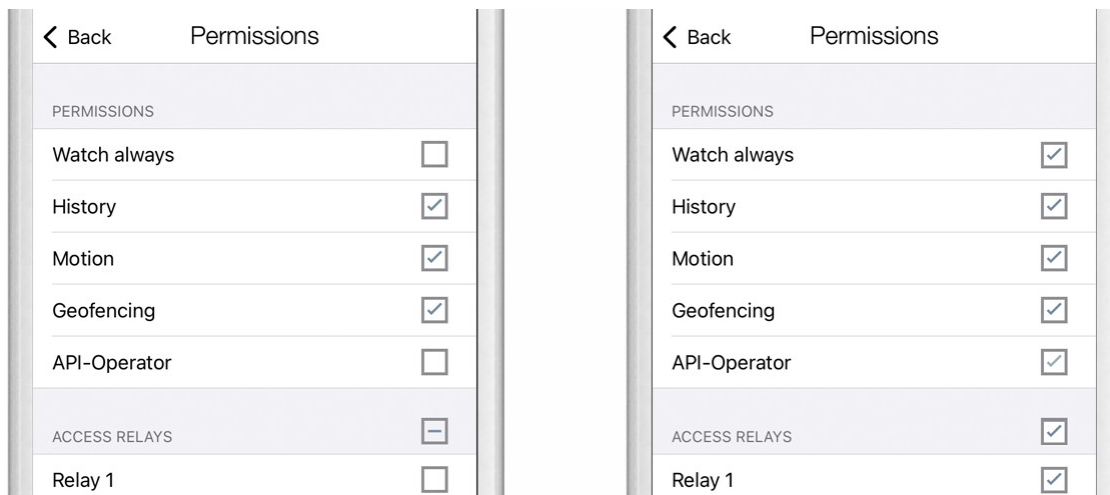 Back Permissions
PERMISSIONS
Watch always
History
Motion
Geofencing
API-Operator
ACCESS RELAYS
Relay 1
Back Permissions
PERMISSIONS
Watch always
History
Motion
Geofencing
API-Operator
ACCESS RELAYS
Relay 1